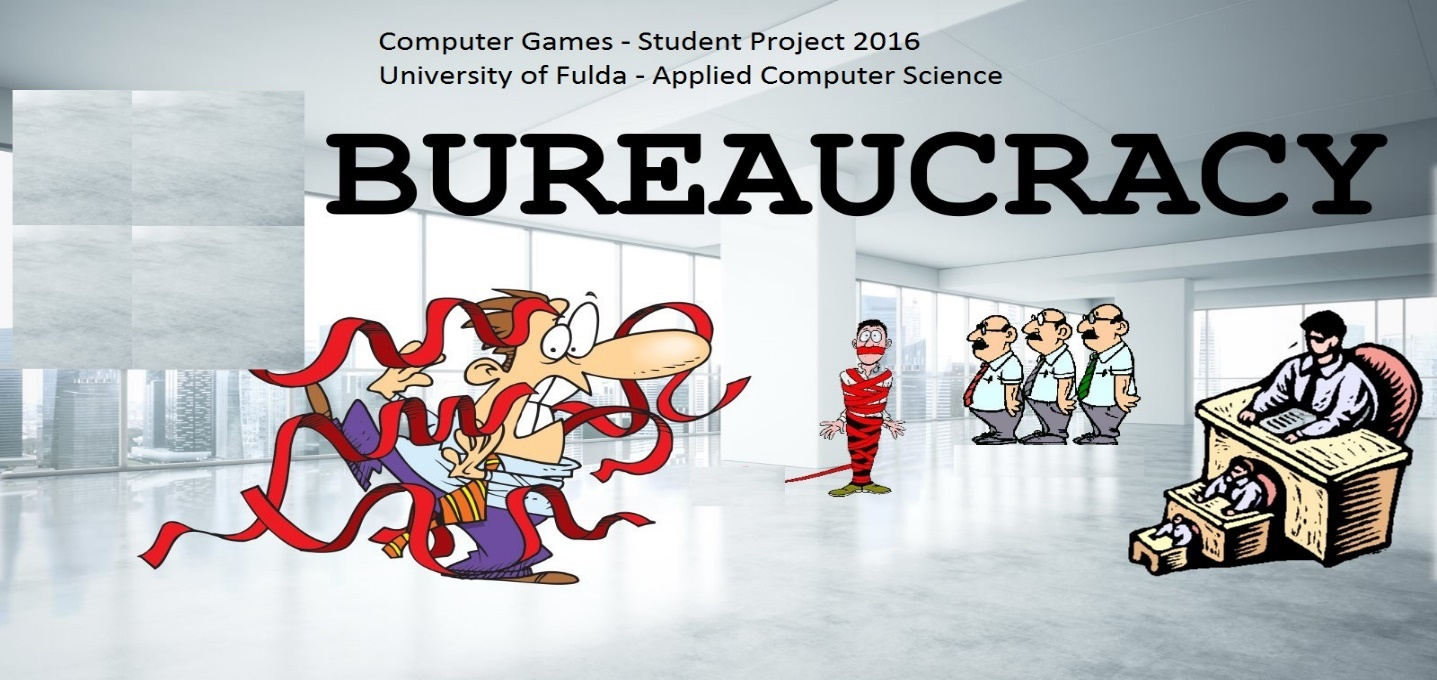 Computer Games - Student Project 2016
University of Fulda - Applied Computer Science
BUREAUCRACY